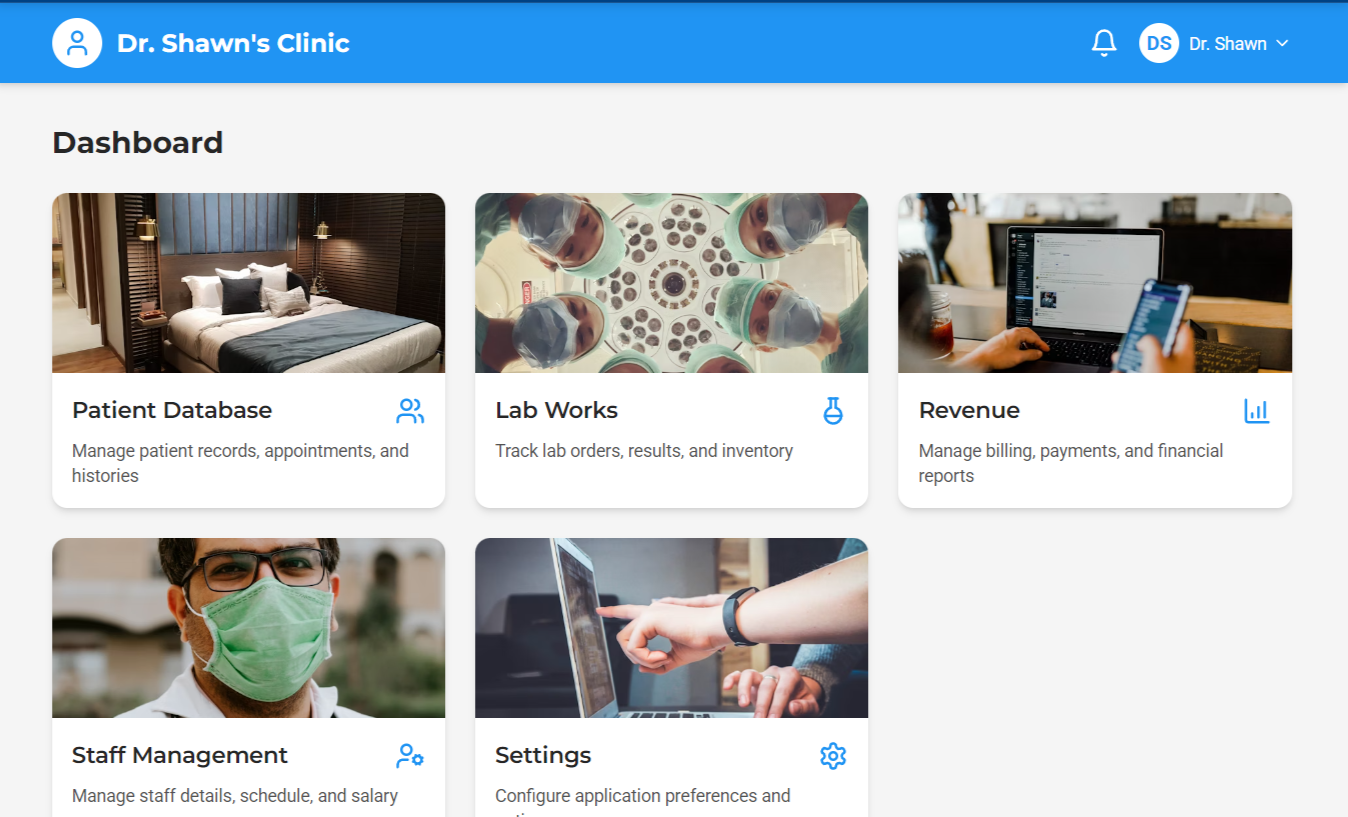 Dr. Shawn's Clinic
DS Dr. Shawn
Dashboard
DANGER
Patient Database
Manage patient records, appointments, and
histories
Lab Works
Track lab orders, results, and inventory
Revenue
Manage billing, payments, and financial
reports
Staff Management
Manage staff details, schedule, and salary
Settings
Configure application preferences and